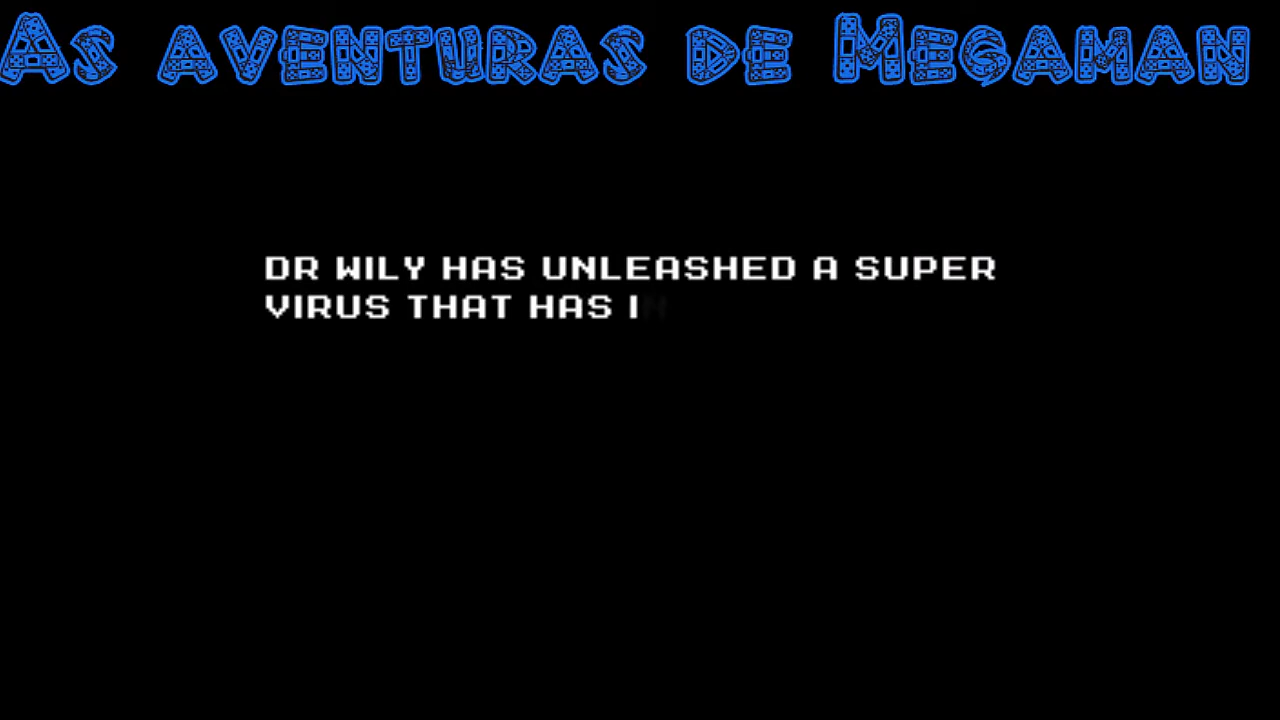 As aventuras de Megaman
DR WILY HAS UNLEASHED A SUPER
VIRUS THAT HAS I